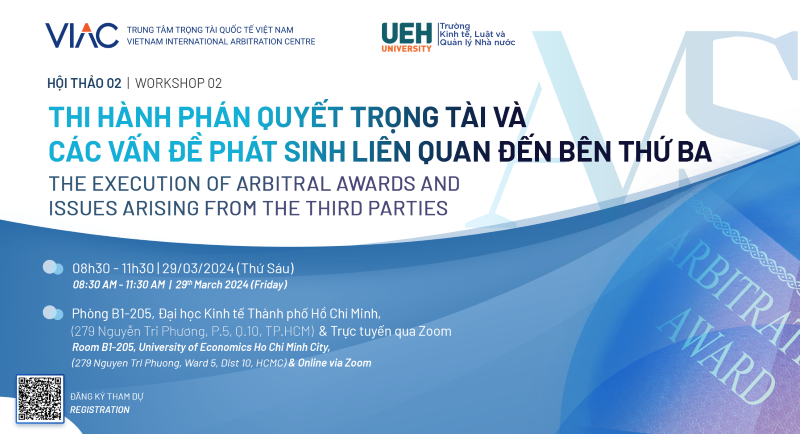 VIAC
TRUNG TÂM TRỌNG TÀI QUỐC TẾ VIỆT NAM
VIETNAM INTERNATIONAL ARBITRATION CENTRE
UEH
UNIVERSITY
Trường
Kinh tế, Luật và
Quản lý Nhà nước
HỘI THẢO 02 | WORKSHOP 02
THI HÀNH PHÁN QUYẾT TRỌNG TÀI VÀ
CÁC VẤN ĐỀ PHÁT SINH LIÊN QUAN ĐẾN BÊN THỨ BA
THE EXECUTION OF ARBITRAL AWARDS AND
ISSUES ARISING FROM THE THIRD PARTIES
AVS
08h30 - 11h30 | 29/03/2024 (Thứ Sáu)
08:30 AM - 11:30 AM | 29th March 2024 (Friday)
Phòng B1-205, Đại học Kinh tế Thành phố Hồ Chí Minh,
(279 Nguyễn Tri Phương, P.5, Q.10, TP.HCM) & Trực tuyến qua Zoom
Room B1-205, University of Economics Ho Chi Minh City,
(279 Nguyen Tri Phuong, Ward 5, Dist 10, HCMC) & Online via Zoom
ARBITRATI
AWARD
ĐĂNG KÝ THAM DỰ
REGISTRATION